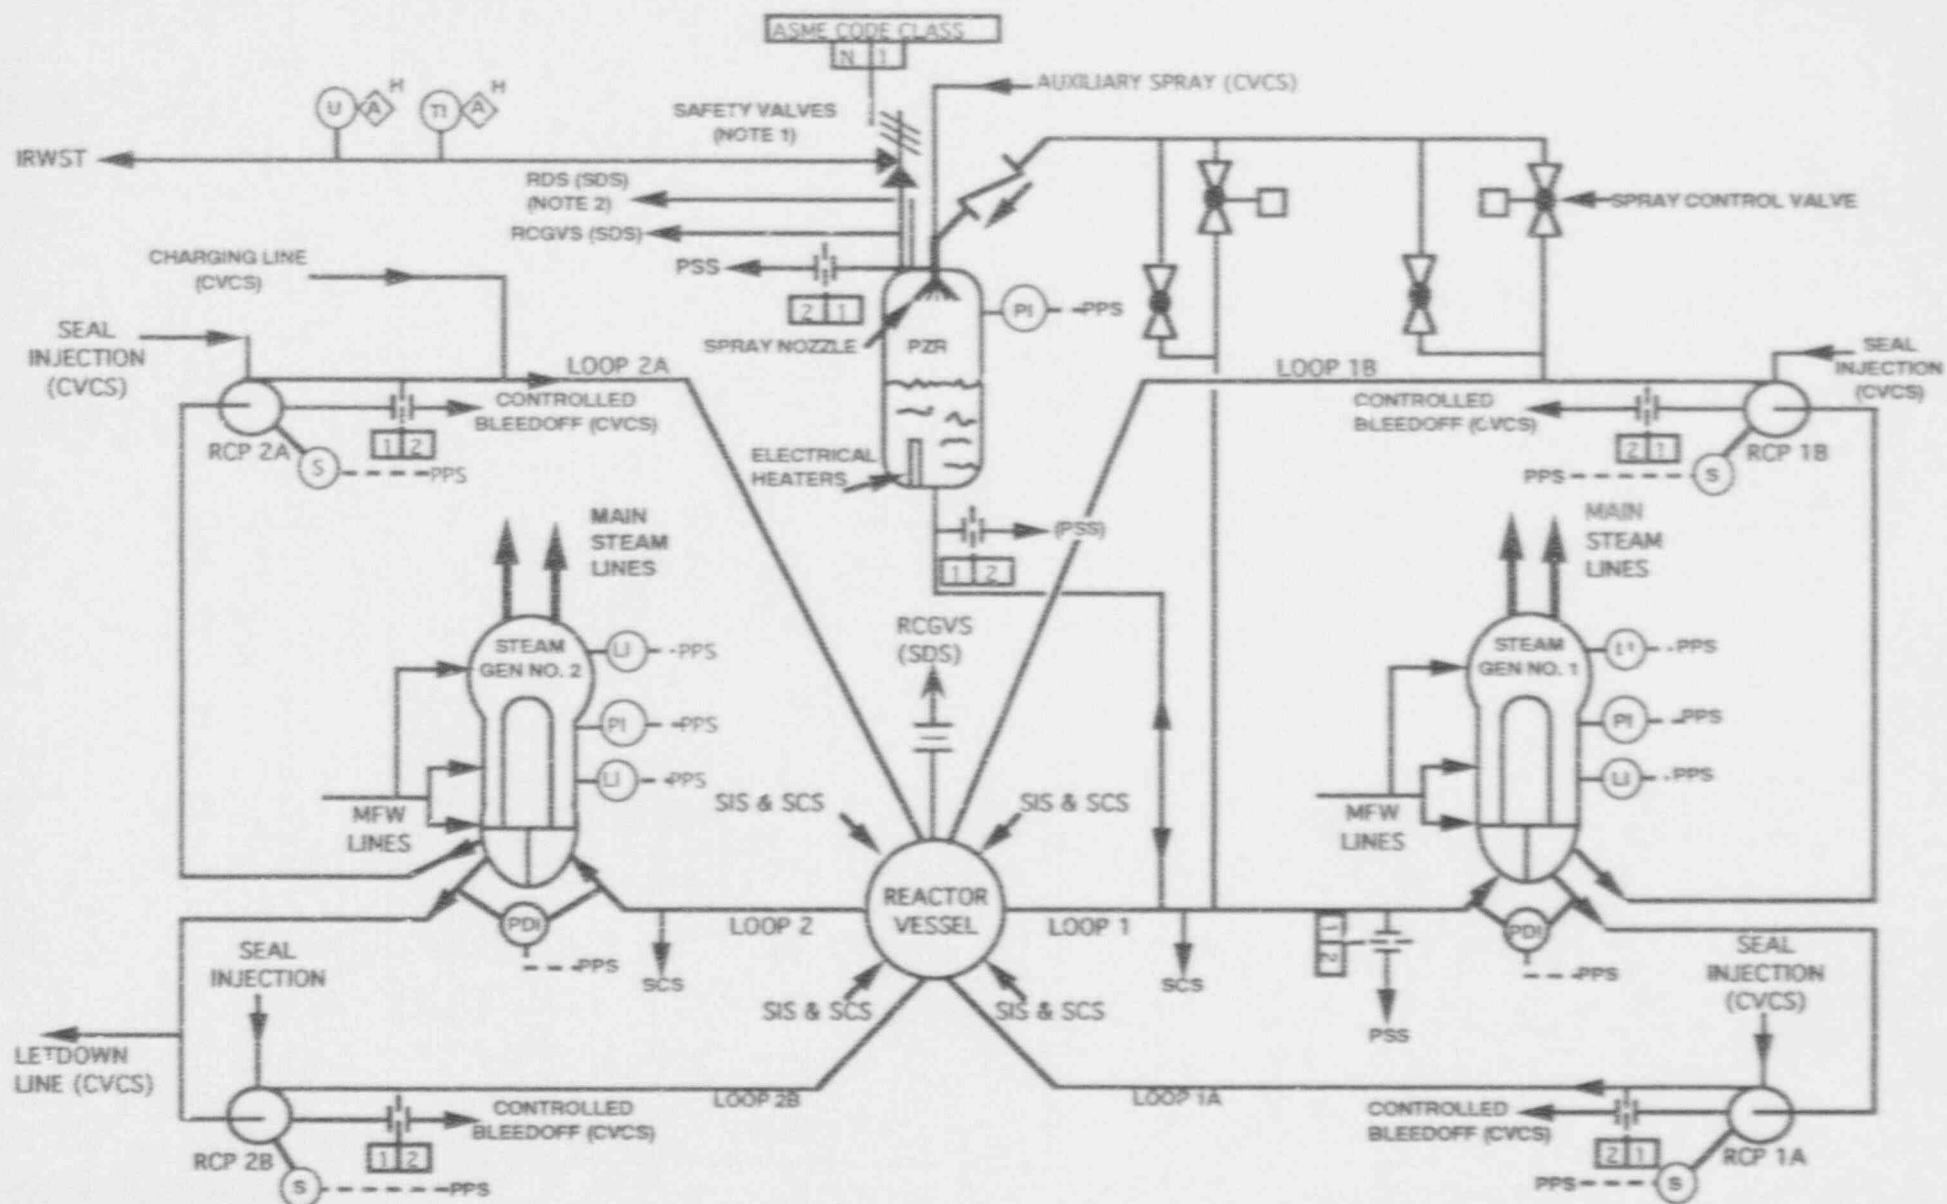 ASME CODE CLASS
N 1
AUXILIARY SPRAY (CVCS)
H
A
H
TI
A
SAFETY VALVES
(NOTE 1)
IRWST
RDS (SDS)
(NOTE 2)
RCGVS (SDS)
SPRAY CONTROL VALVE
CHARGING LINE
(CVCS)
PSS
2 1
PI
PPS
SPRAY NOZZLE
PZR
SEAL
INJECTION
(CVCS)
LOOP 2A
LOOP 1B
SEAL
INJECTION
(CVCS)
CONTROLLED
BLEEDOFF (CVCS)
1 2
RCP 2A
S
PPS
ELECTRICAL
HEATERS
CONTROLLED
BLEEDOFF (CVCS)
2 1
RCP 1B
PPS
S
MAIN
STEAM
LINES
(PSS)
1 2
MAIN
STEAM
LINES
STEAM
GEN NO. 2
LI
PPS
PI
PPS
LI
PPS
MFW
LINES
RCGVS
(SDS)
STEAM
GEN NO. 1
PPS
PI
PPS
LI
PPS
MFW
LINES
SIS & SCS
SIS & SCS
REACTOR
VESSEL
LOOP 2
LOOP 1
PDI
PPS
SCS
SCS
1 2
PSS
PDI
PPS
SIS & SCS
SIS & SCS
SEAL
INJECTION
SEAL
INJECTION
(CVCS)
LETDOWN
LINE (CVCS)
LOOP 2B
LOOP 1A
CONTROLLED
BLEEDOFF (CVCS)
1 2
RCP 2B
S
PPS
CONTROLLED
BLEEDOFF (CVCS)
2 1
RCP 1A
PPS
S